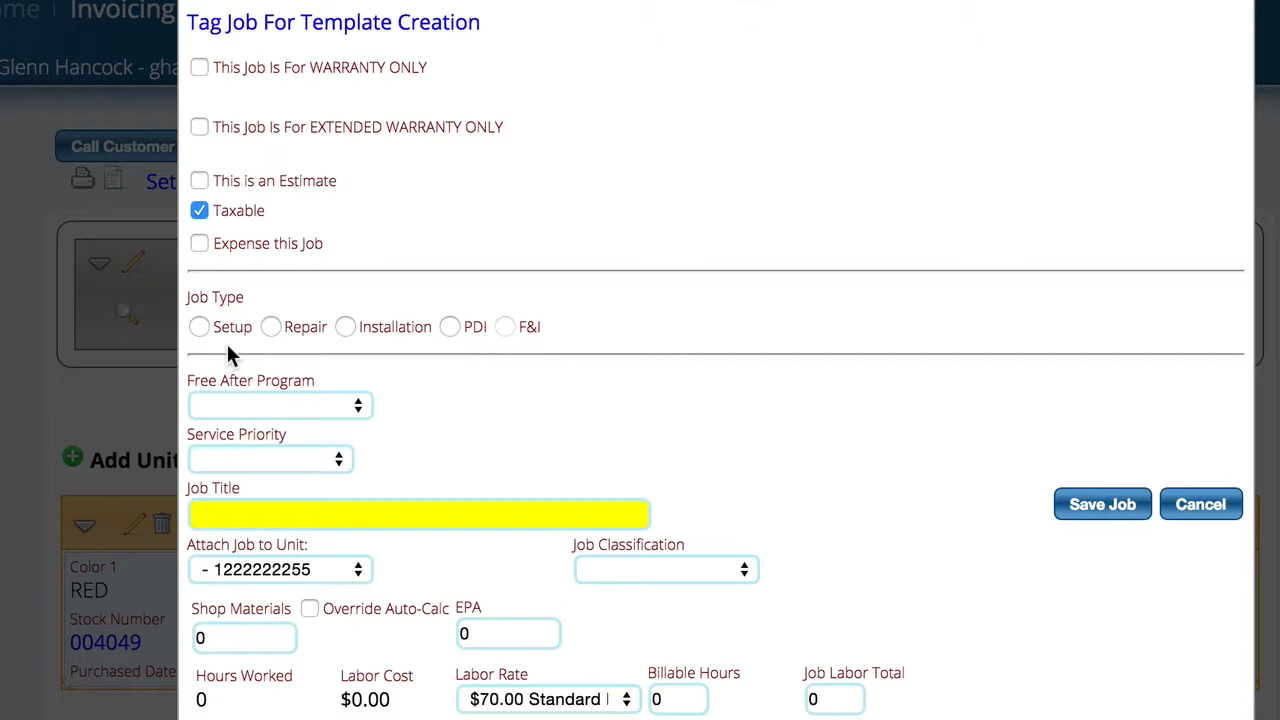 Invoicing
Tag Job For Template Creation
Glenn Hancock - gha
This Job Is For WARRANTY ONLY
This Job Is For EXTENDED WARRANTY ONLY
Call Customer
This is an Estimate
Set
Taxable
Expense this Job
Job Type
Setup Repair Installation PDI F&I
Free After Program
Service Priority
Add Unit
Job Title
Save Job Cancel
Attach Job to Unit: Job Classification
- 1222222255
Color 1
RED
Shop Materials Override Auto-Calc EPA
0 0
Stock Number
004049
Purchased Date
Hours Worked Labor Cost Labor Rate Billable Hours Job Labor Total
0 $0.00 $70.00 Standard 0 0